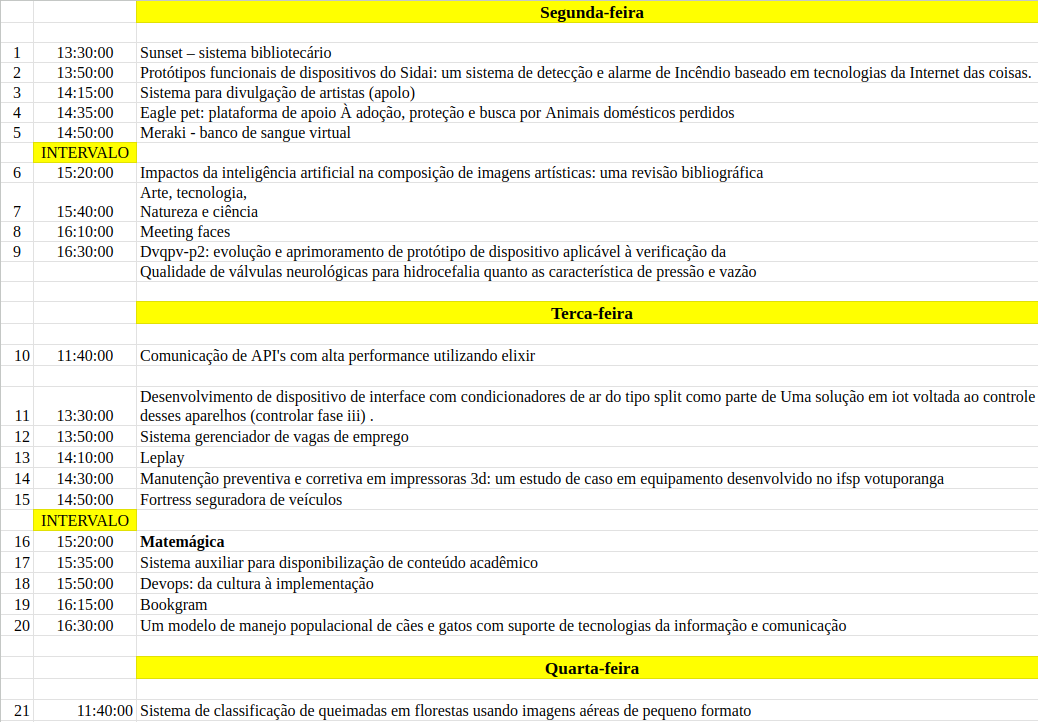 Segunda-feira
1 13:30:00 Sunset – sistema bibliotecário
2 13:50:00 Protótipos funcionais de dispositivos do Sidai: um sistema de detecção e alarme de Incêndio baseado em tecnologias da Internet das coisas.
3 14:15:00 Sistema para divulgação de artistas (apolo)
4 14:35:00 Eagle pet: plataforma de apoio À adoção, proteção e busca por Animais domésticos perdidos
5 14:50:00 Meraki - banco de sangue virtual
INTERVALO
6 15:20:00 Impactos da inteligência artificial na composição de imagens artísticas: uma revisão bibliográfica
Arte, tecnologia,
7 15:40:00 Natureza e ciência
8 16:10:00 Meeting faces
9 16:30:00 Dvqpv-p2: evolução e aprimoramento de protótipo de dispositivo aplicável à verificação da
Qualidade de válvulas neurológicas para hidrocefalia quanto as característica de pressão e vazão
Terca-feira
10 11:40:00 Comunicação de API's com alta performance utilizando elixir
Desenvolvimento de dispositivo de interface com condicionadores de ar do tipo split como parte de Uma solução em iot voltada ao controle
11 13:30:00 desses aparelhos (controlar fase iii) .
12 13:50:00 Sistema gerenciador de vagas de emprego
13 14:10:00 Leplay
14 14:30:00 Manutenção preventiva e corretiva em impressoras 3d: um estudo de caso em equipamento desenvolvido no ifsp votuporanga
15 14:50:00 Fortress seguradora de veículos
INTERVALO
16 15:20:00 Matemágica
17 15:35:00 Sistema auxiliar para disponibilização de conteúdo acadêmico
18 15:50:00 Devops: da cultura à implementação
19 16:15:00 Bookgram
20 16:30:00 Um modelo de manejo populacional de cães e gatos com suporte de tecnologias da informação e comunicação
Quarta-feira
21 11:40:00 Sistema de classificação de queimadas em florestas usando imagens aéreas de pequeno formato